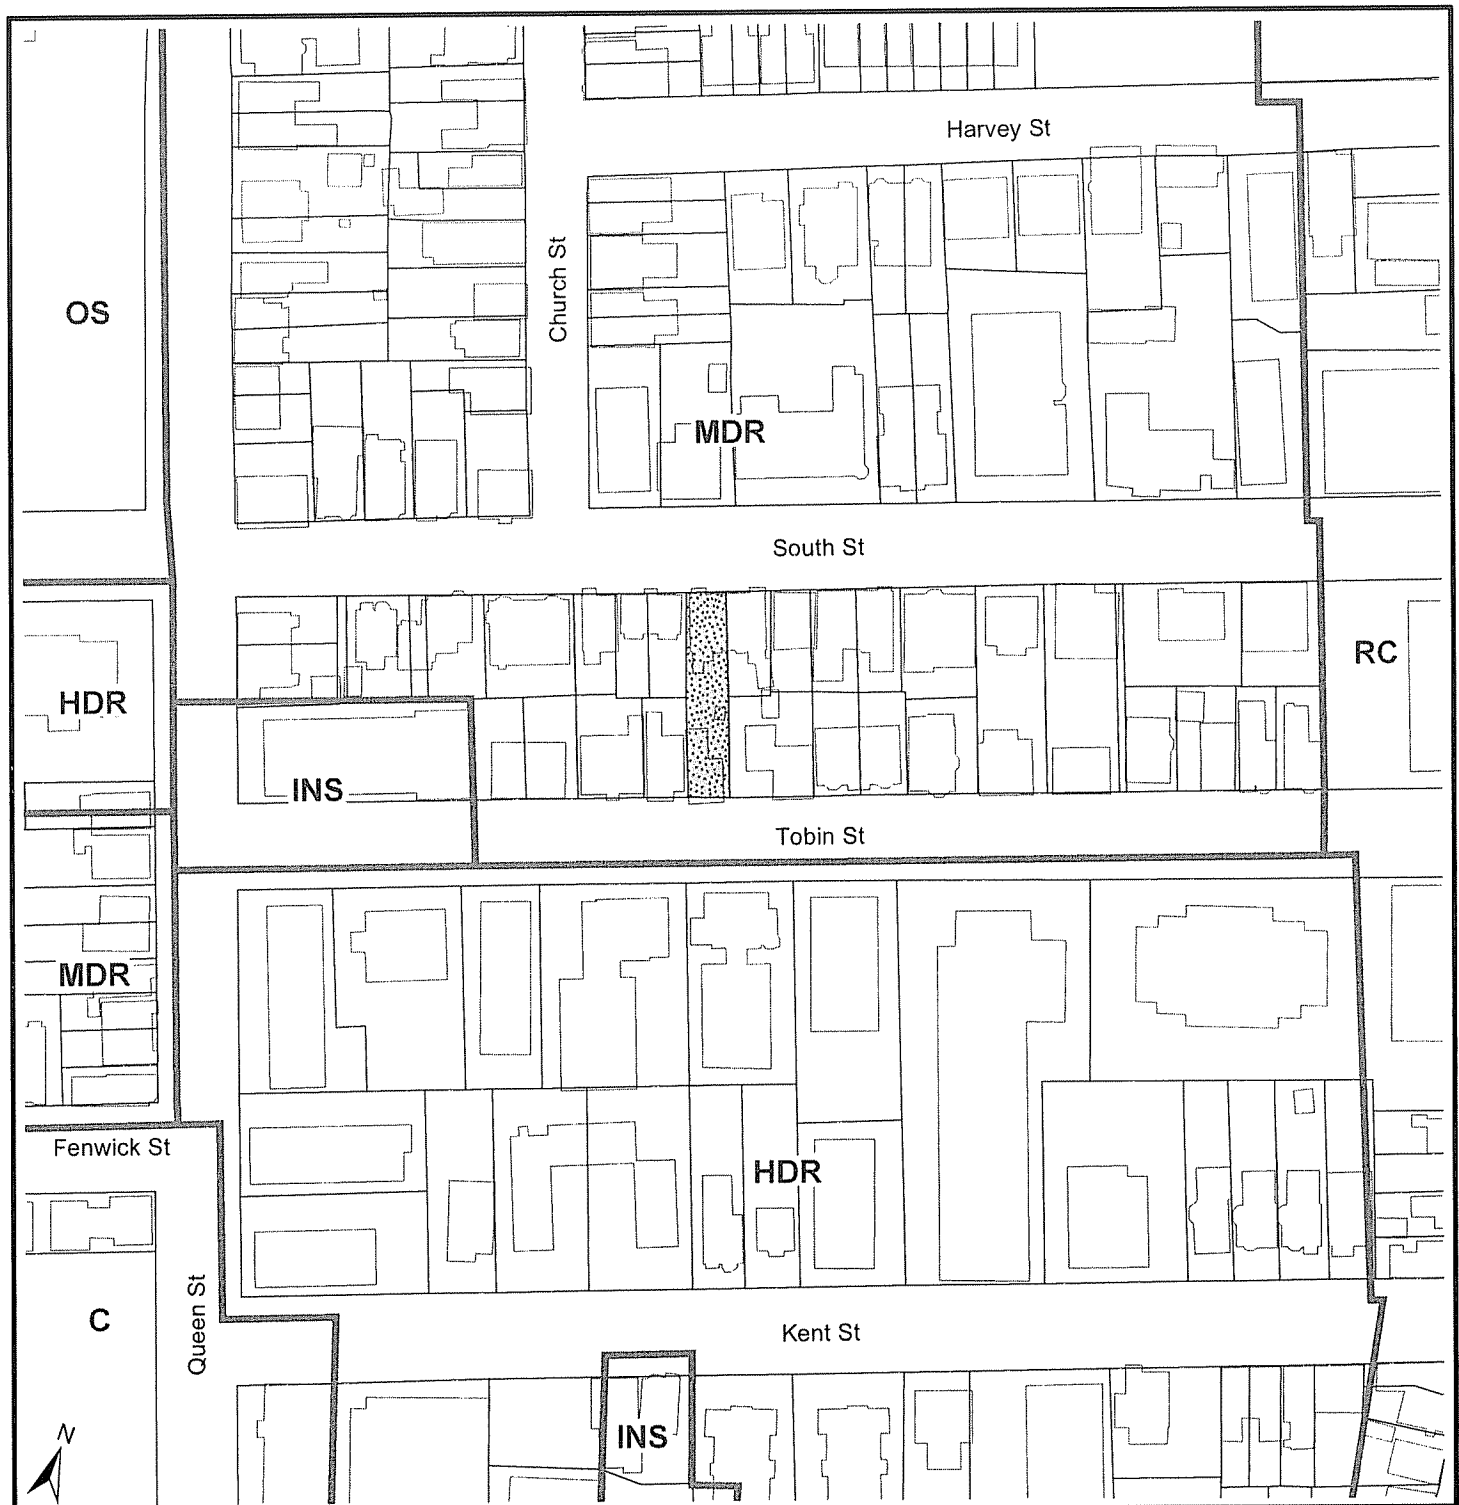 Harvey St
Church St
OS
MDR
South St
RC
HDR
INS
Tobin St
MDR
Fenwick St
HDR
Queen St
C
Kent St
INS
N